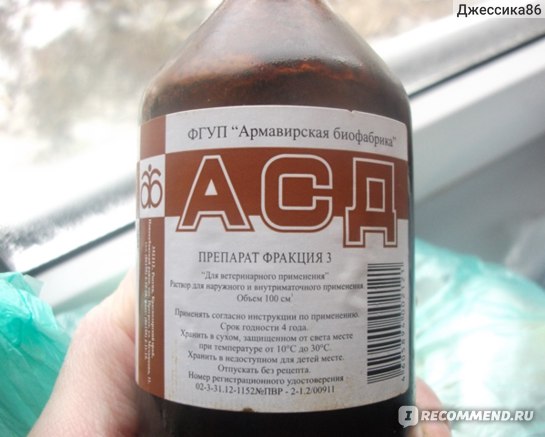 Джессика86
ФГУП "Армавирская биофабрика"
АСД
ПРЕПАРАТ ФРАКЦИЯ 3
"Для ветеринарного применения"
Раствор для наружного и внутриматочного применения
Объем 100 см³
Применять согласно инструкции по применению.
Срок годности 4 года.
Хранить в сухом, защищенном от света месте
при температуре от 10°С до 30°С.
Хранить в недоступном для детей месте.
Отпускать без рецепта.
Номер регистрационного удостоверения
02-3-31.12-1152№ПВР - 2-1.2/00911
I RECOMMEND.RU